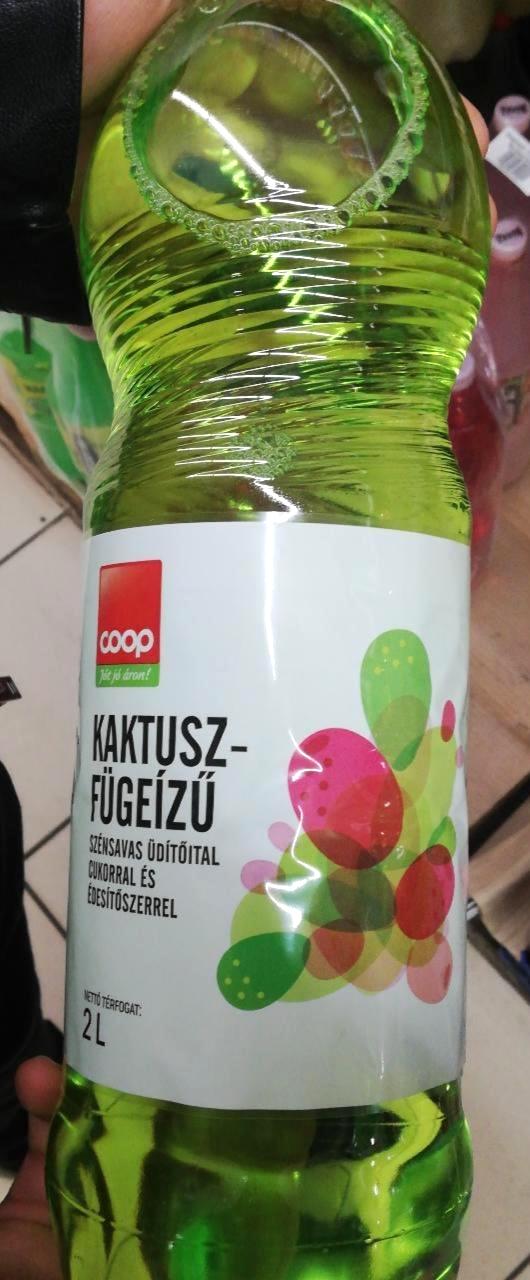 coop
Jót jó áron!
KAKTUSZ-
FÜGEÍZŰ
SZÉNSAVAS ÜDÍTŐITAL
CUKORRAL ÉS
ÉDESÍTŐSZERREL
NETTÓ TÉRFOGAT:
2 L